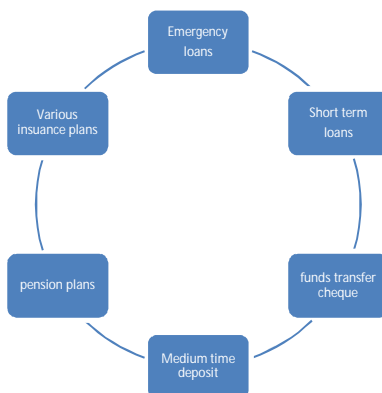 Emergency
loans
Short term
loans
funds transfer
cheque
Medium time
deposit
pension plans
Various
insuance plans